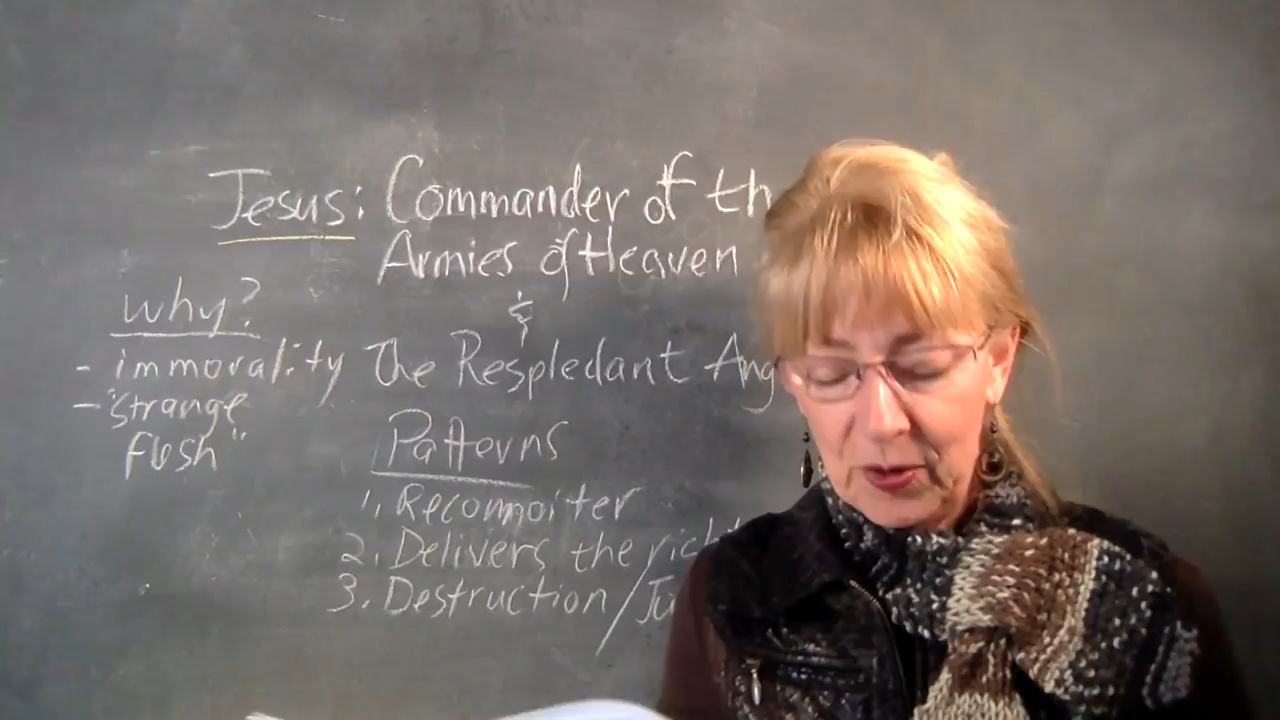 Jesus: Commander of th
Armies of Heaven
&
The Respledant Ang
Why?
- immorality
- "strange
flesh"
Patterns
1. Reconnoiter
2. Delivers the righ
3. Destruction/Ju